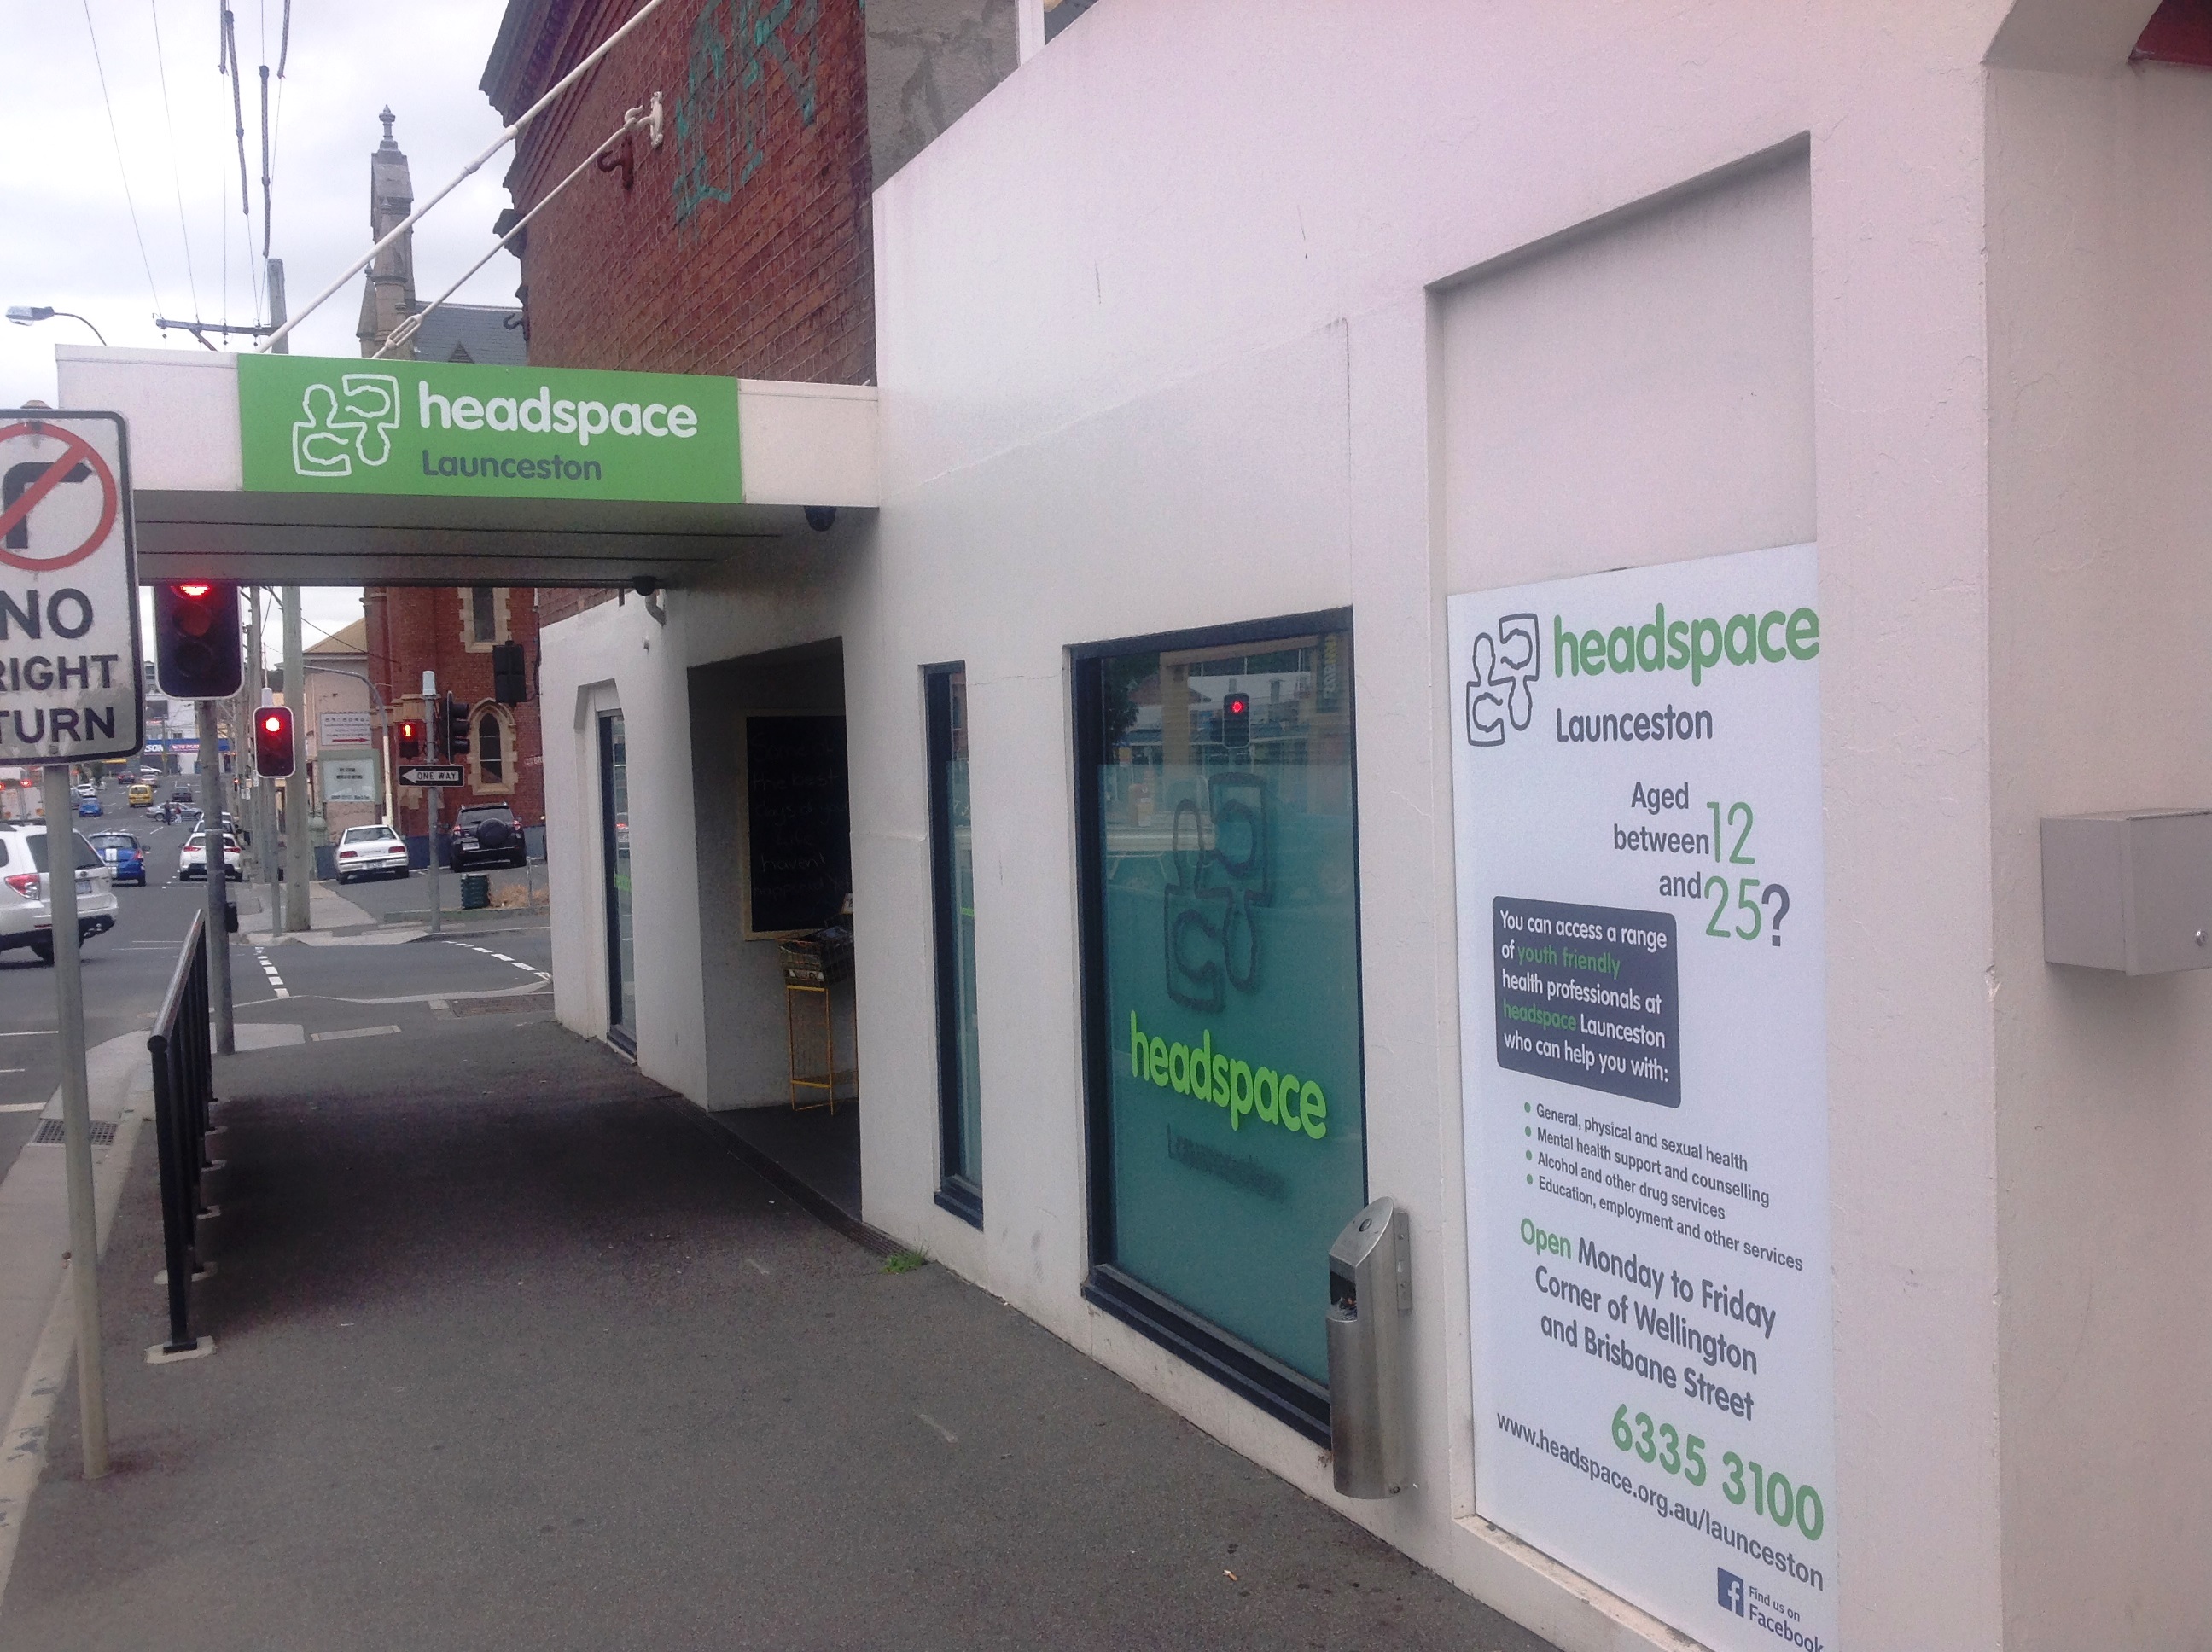 headspace
Launceston
NO
RIGHT
TURN
ONE WAY
haven't
headspace
Launceston
headspace
Launceston
Aged
between 12
and 25?
You can access a range
of youth friendly
health professionals at
headspace Launceston
who can help you with:
General, physical and sexual health
Mental health support and counselling
Alcohol and other drug services
Education, employment and other services
Open Monday to Friday
Corner of Wellington
and Brisbane Street
6335 3100
www.headspace.org.au/launceston
Find us on
Facebook